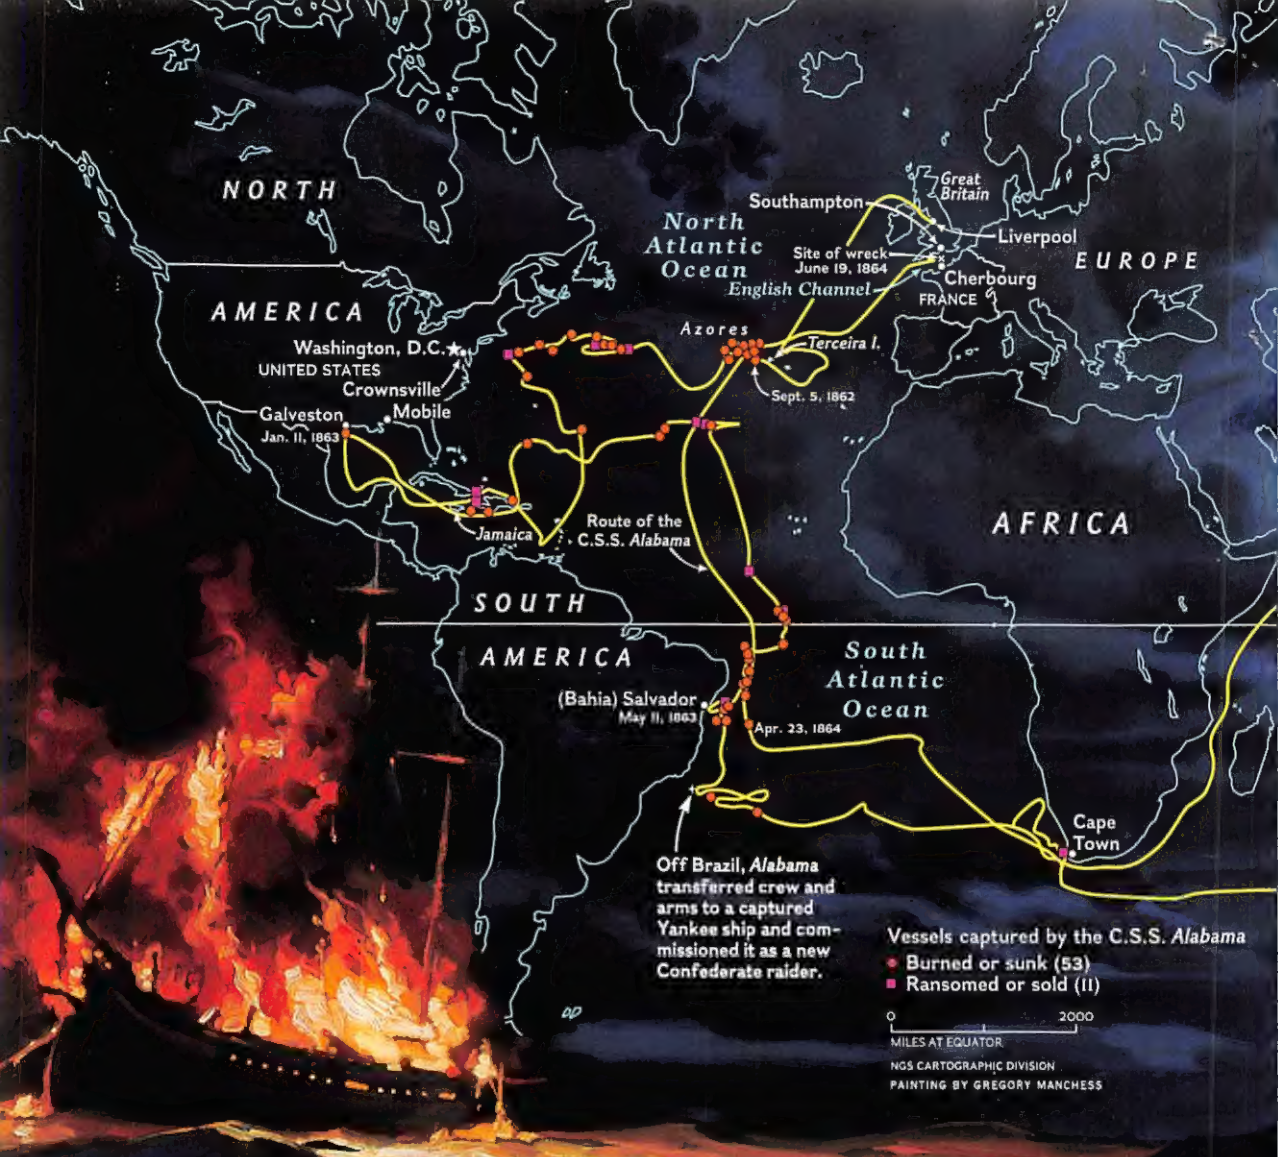 NORTH
AMERICA
North
Atlantic
Ocean
Southampton
Great
Britain
Liverpool
EUROPE
Site of wreck
June 19, 1864
English Channel
Cherbourg
FRANCE
Azores
Terceira I.
Sept. 5, 1862
Washington, D.C.
UNITED STATES
Crownsville
Mobile
Galveston
Jan. 11, 1863
Jamaica
Route of the
C.S.S. Alabama
AFRICA
SOUTH
AMERICA
South
Atlantic
Ocean
(Bahia) Salvador
May 11, 1863
Apr. 23, 1864
Cape
Town
Off Brazil, Alabama
transferred crew and
arms to a captured
Yankee ship and com-
missioned it as a new
Confederate raider.
Vessels captured by the C.S.S. Alabama
Burned or sunk (53)
Ransomed or sold (11)
0 2000
MILES AT EQUATOR
NGS CARTOGRAPHIC DIVISION
PAINTING BY GREGORY MANCHESS